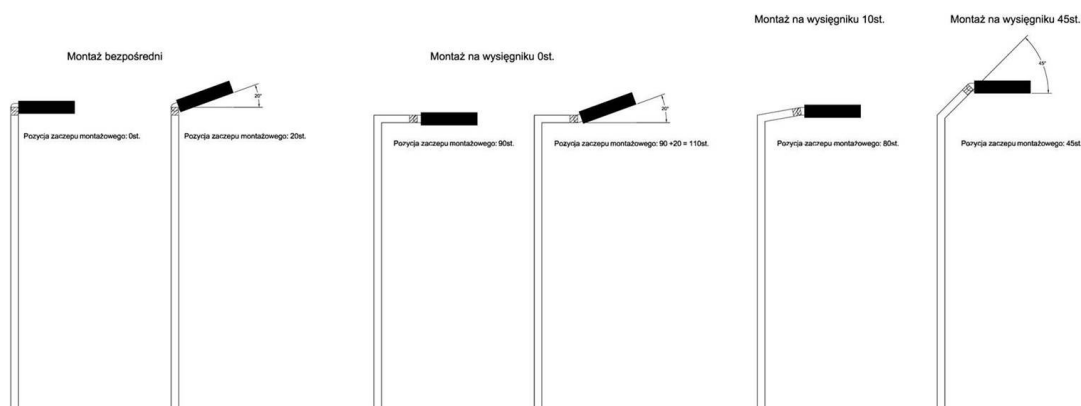 Montaż bezpośredni
20°
Pozycja zaczepu montażowego: 0st.
Pozycja zaczepu montażowego: 20st.
Montaż na wysięgniku 0st.
20°
Pozycja zaczepu montażowego: 90st.
Pozycja zaczepu montażowego: 90 +20 = 110st.
Montaż na wysięgniku 10st.
Pozycja zaczepu montażowego: 80st.
Montaż na wysięgniku 45st.
45°
Pozycja zaczepu montażowego: 45st.